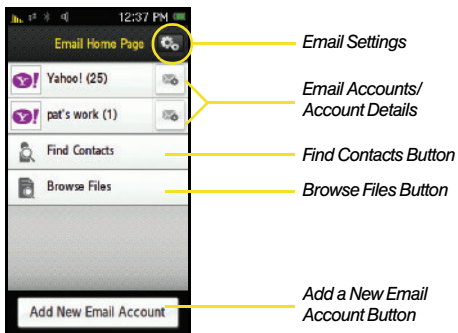 12:37 PM
Email Home Page
Email Settings
Yahoo! (25)
Email Accounts/
Account Details
pat's work (1)
Find Contacts
Find Contacts Button
Browse Files
Browse Files Button
Add New Email Account
Add a New Email
Account Button